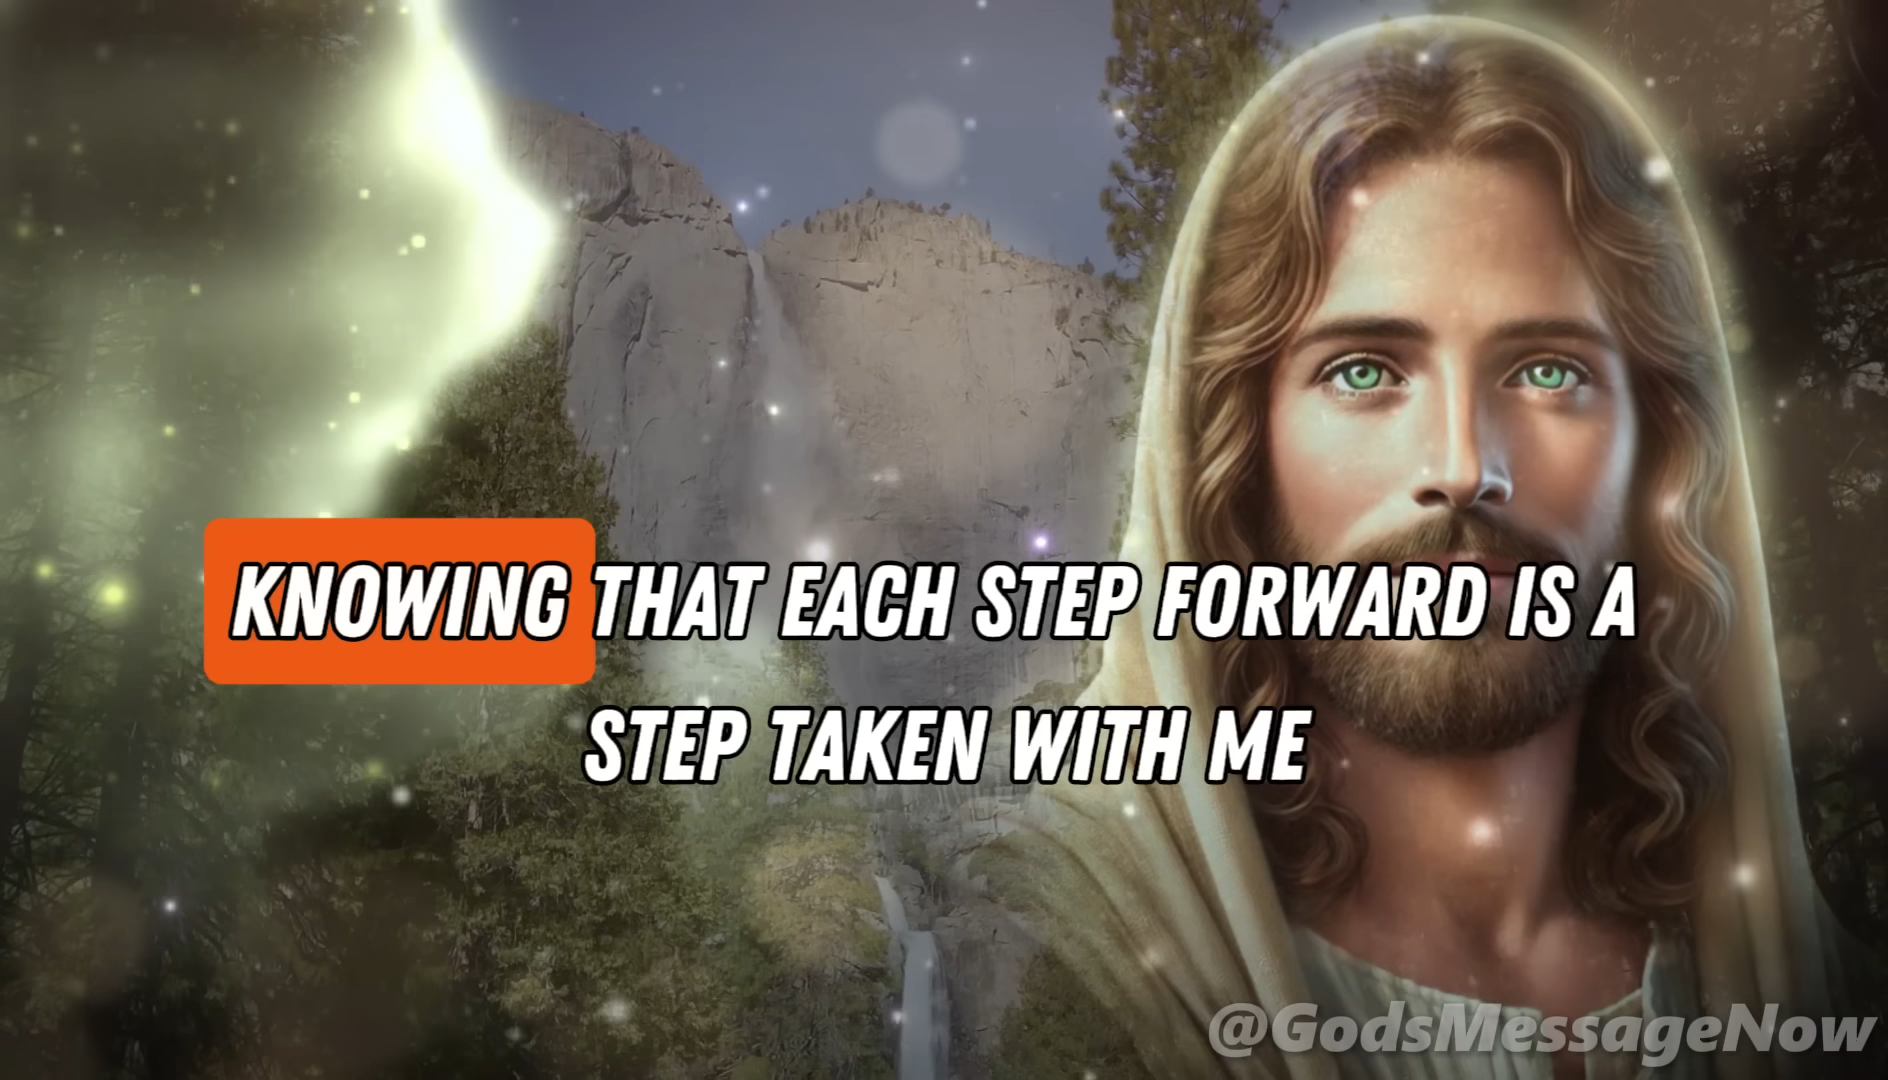 KNOWING THAT EACH STEP FORWARD IS A
STEP TAKEN WITH ME
@GodsMessageNow